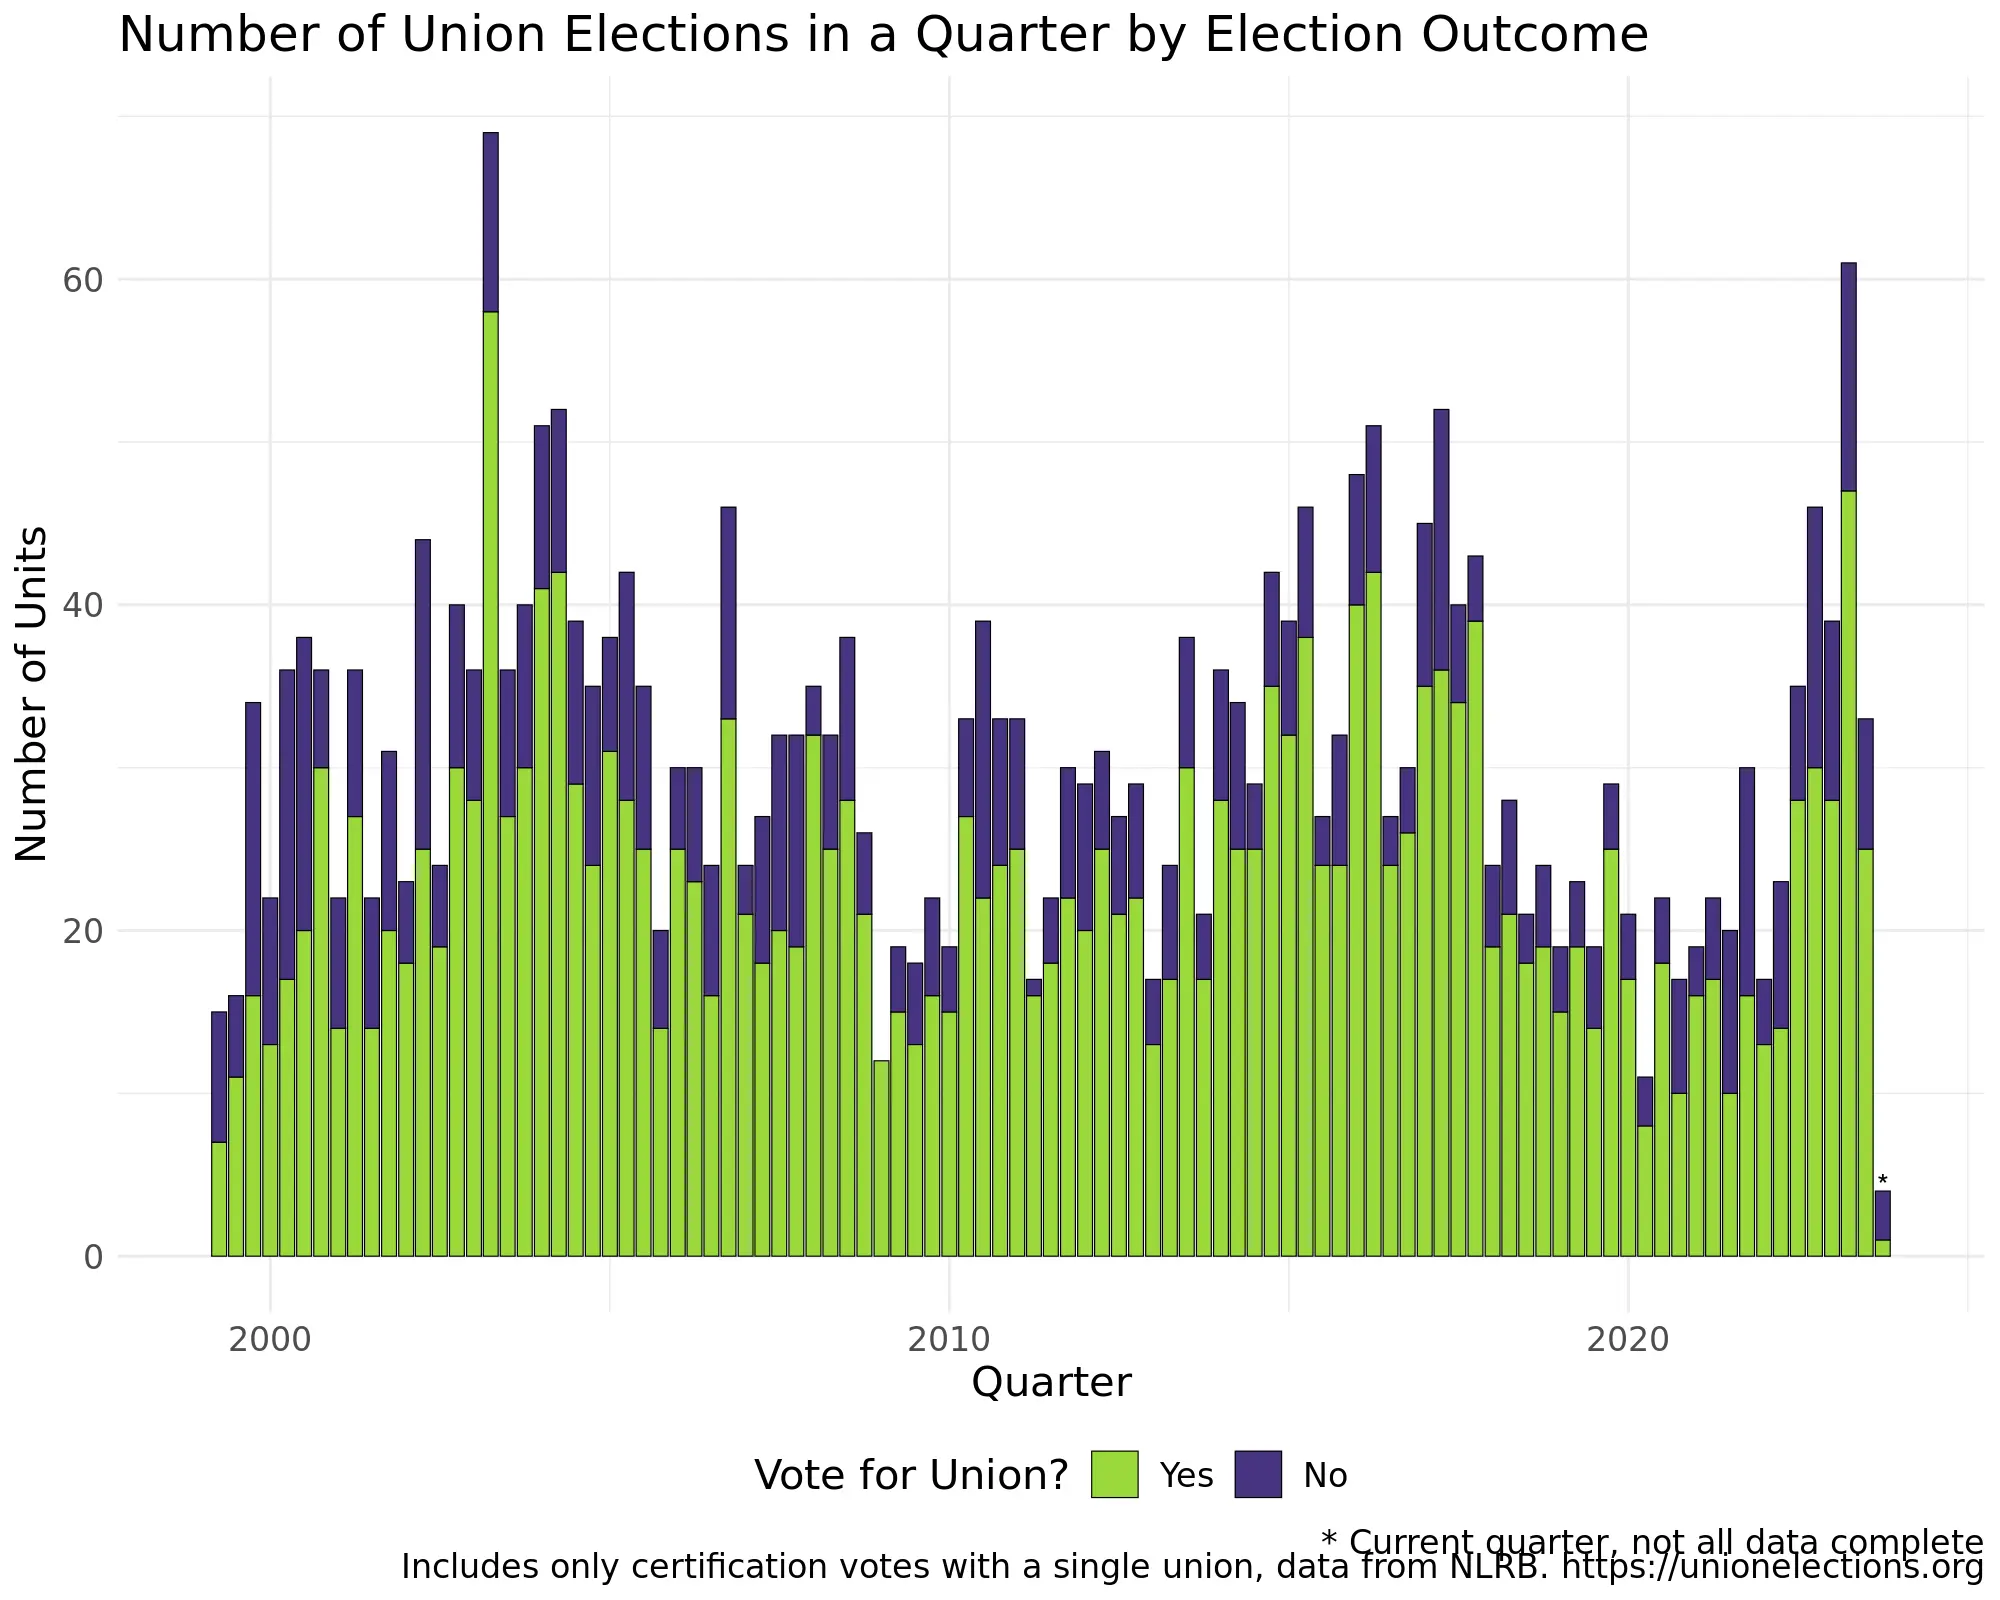 Number of Union Elections in a Quarter by Election Outcome
Number of Units
60
40
20
0
*
2000
2010
2020
Quarter
Vote for Union? Yes No
* Current quarter, not all data complete
Includes only certification votes with a single union, data from NLRB. https://unionelections.org